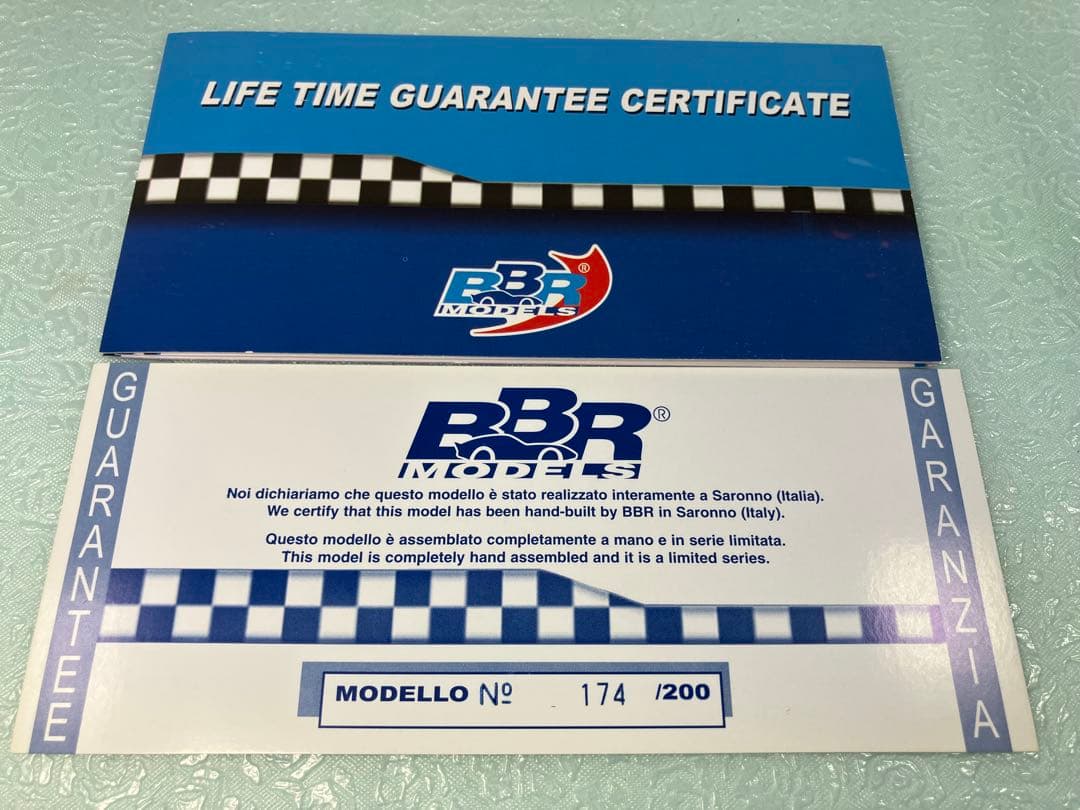 LIFE TIME GUARANTEE CERTIFICATE
BBR®
MODELS
GUARANTEE
BBR®
MODELS
Noi dichiariamo che questo modello è stato realizzato interamente a Saronno (Italia).
We certify that this model has been hand-built by BBR in Saronno (Italy).
Questo modello è assemblato completamente a mano e in serie limitata.
This model is completely hand assembled and it is a limited series.
MODELLO Nº 174 /200
GARANZIA